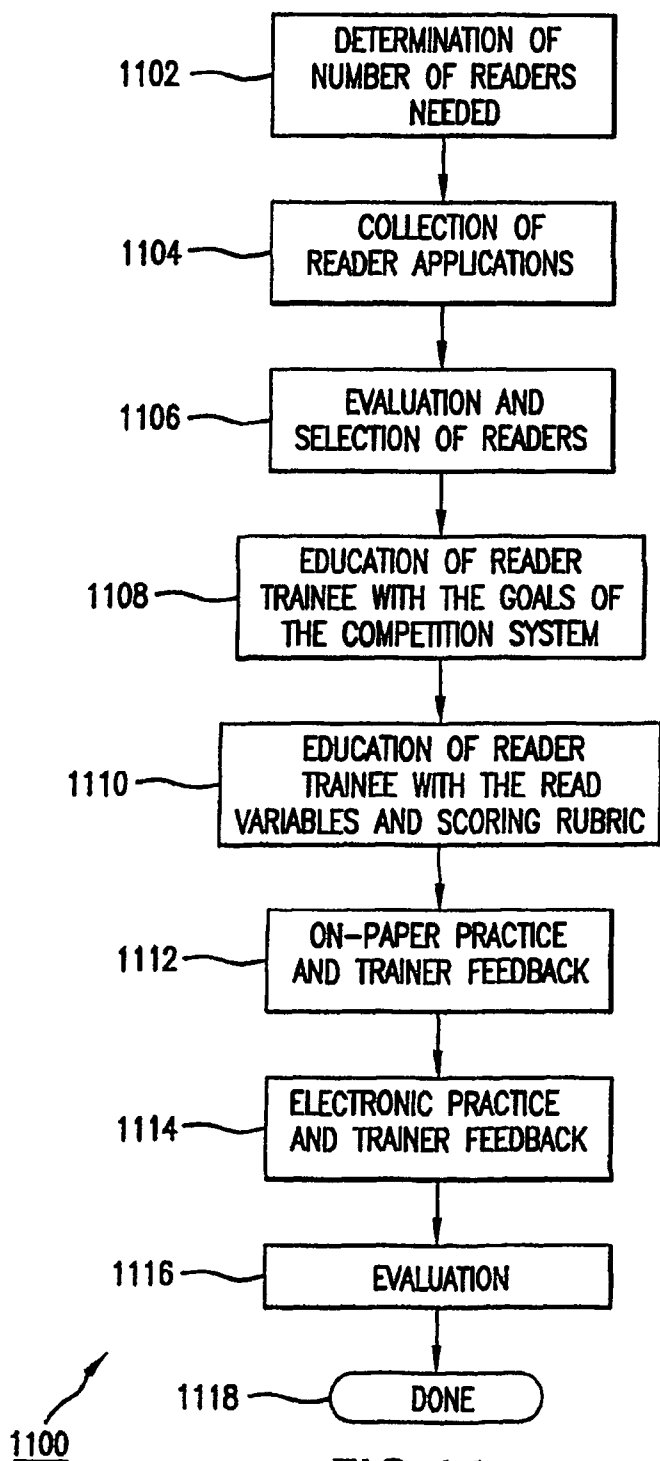 1102
DETERMINATION OF
NUMBER OF READERS
NEEDED
1104
COLLECTION OF
READER APPLICATIONS
1106
EVALUATION AND
SELECTION OF READERS
1108
EDUCATION OF READER
TRAINEE WITH THE GOALS OF
THE COMPETITION SYSTEM
1110
EDUCATION OF READER
TRAINEE WITH THE READ
VARIABLES AND SCORING RUBRIC
1112
ON-PAPER PRACTICE
AND TRAINER FEEDBACK
1114
ELECTRONIC PRACTICE
AND TRAINER FEEDBACK
1116
EVALUATION
1118
DONE
1100